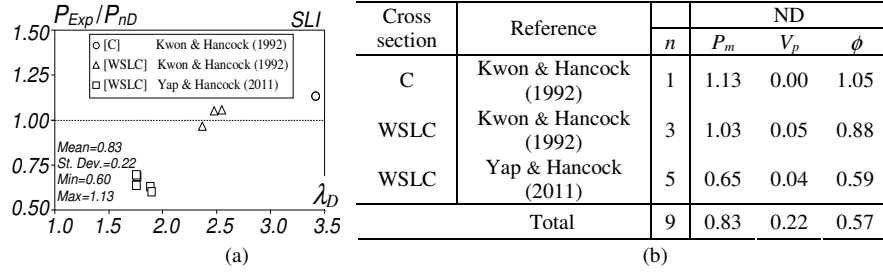 P_Exp/P_nD
SLI
1.50
[C] Kwon & Hancock (1992)
[WSLC] Kwon & Hancock (1992)
[WSLC] Yap & Hancock (2011)
1.25
1.00
Mean=0.83
St. Dev.=0.22
Min=0.60
Max=1.13
0.75
λ_D
0.50
1.0 1.5 2.0 2.5 3.0 3.5
(a)
Cross section Reference ND
n P_m V_p ϕ
C Kwon & Hancock (1992) 1 1.13 0.00 1.05
WSLC Kwon & Hancock (1992) 3 1.03 0.05 0.88
WSLC Yap & Hancock (2011) 5 0.65 0.04 0.59
Total 9 0.83 0.22 0.57
(b)